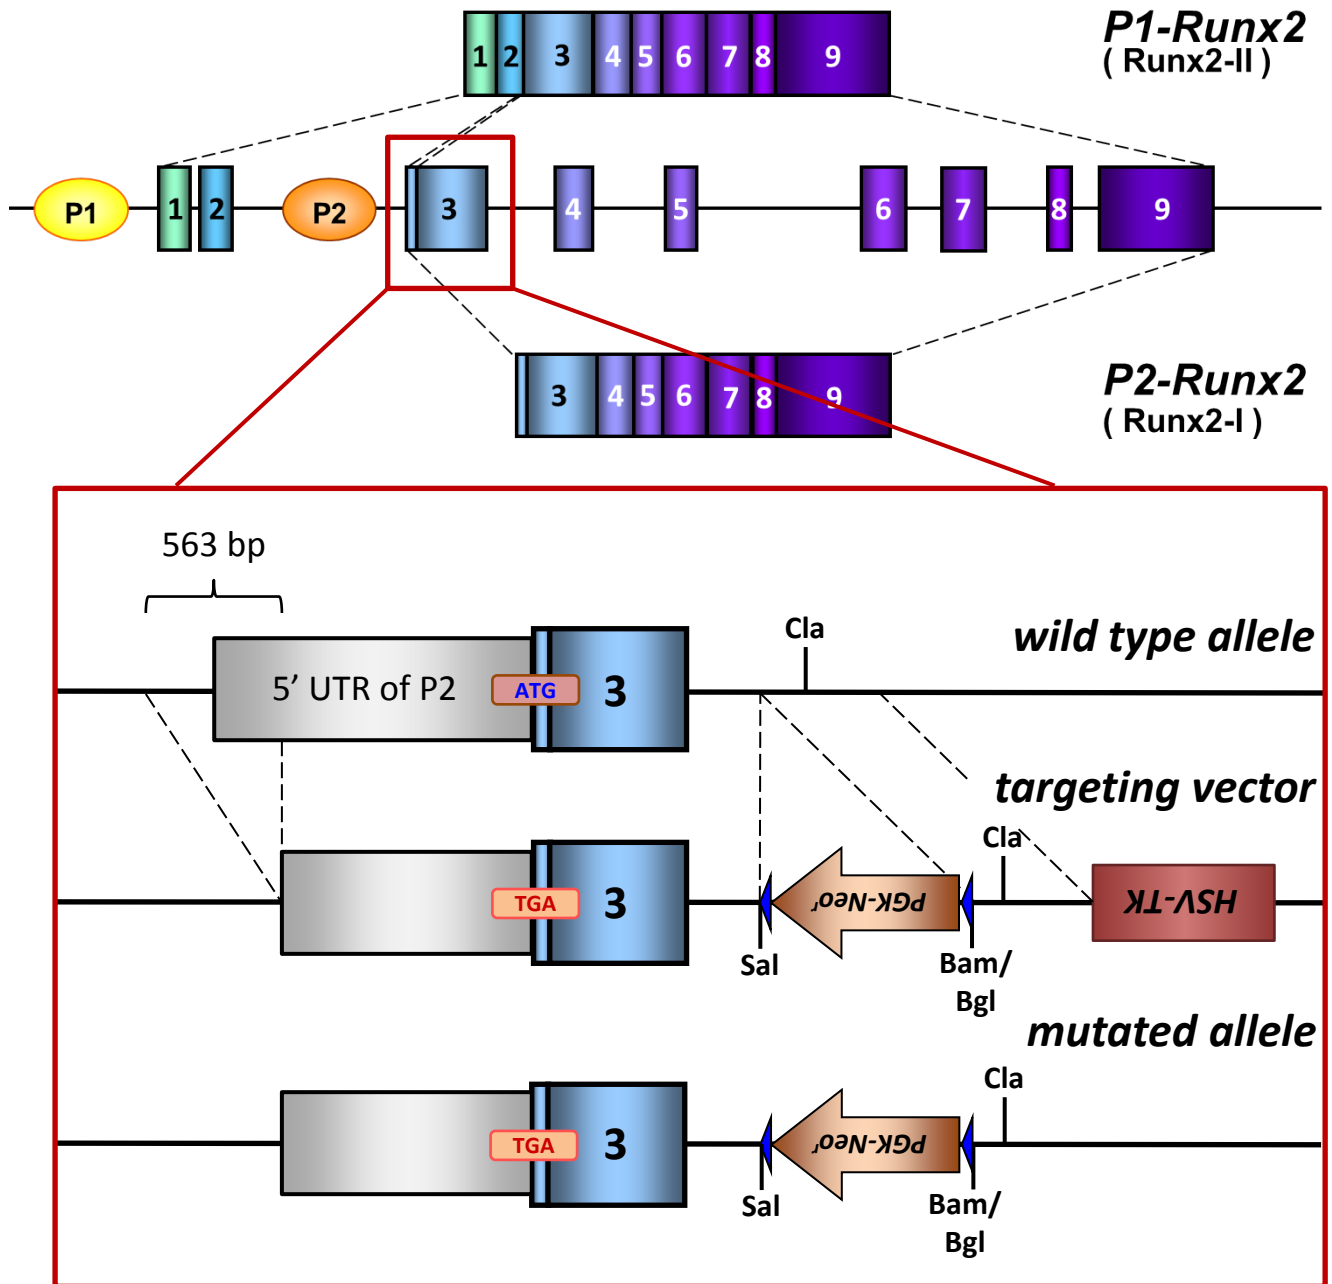 P1-Runx2
( Runx2-II )
1 2 3 4 5 6 7 8 9
P1 1 2 P2 3 4 5 6 7 8 9
P2-Runx2
( Runx2-I )
3 4 5 6 7 8 9
563 bp
wild type allele
Cla
5’ UTR of P2 ATG 3
targeting vector
Cla
TGA 3 PGK-Neoʳ HSV-TK
Sal Bam/
Bgl
mutated allele
Cla
TGA 3 PGK-Neoʳ
Sal Bam/
Bgl